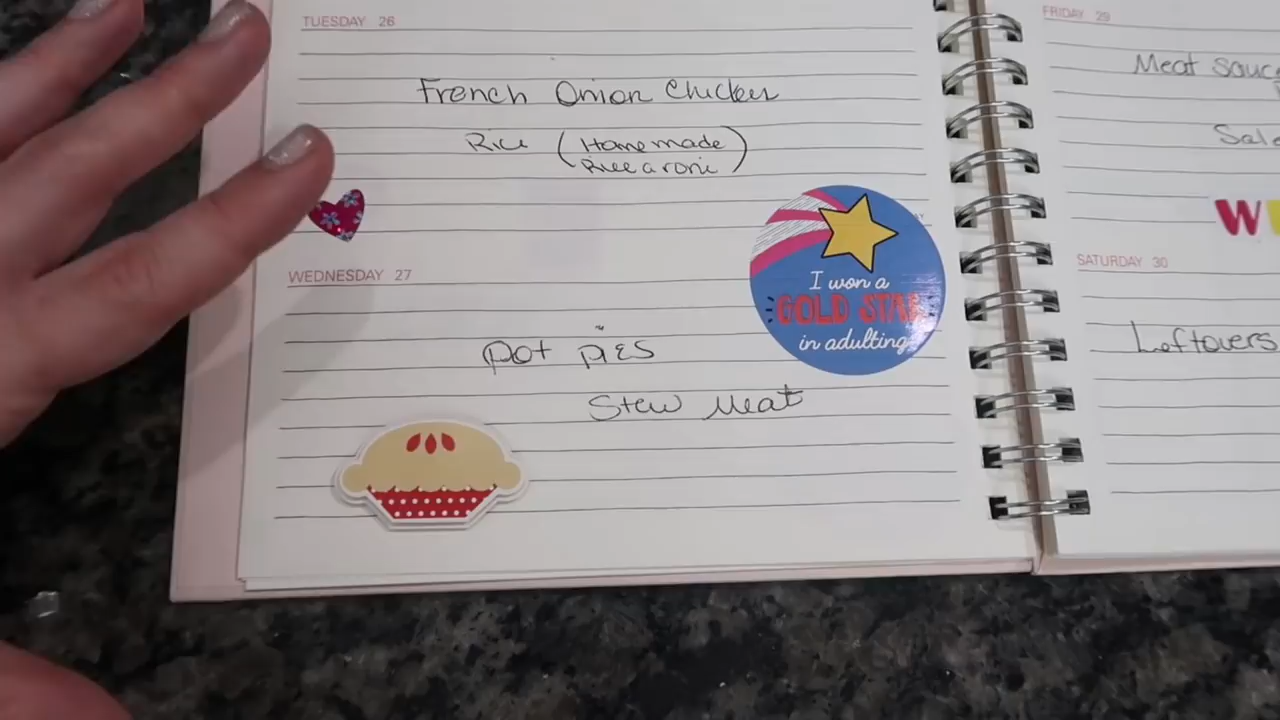 TUESDAY 26
French Onion Chicken
Rice (Homemade
Rice a roni)
WEDNESDAY 27
I won a
GOLD STAR
in adulting
Pot pies
Stew Meat
FRIDAY 29
Meat Sauce
W
SATURDAY 30
Leftovers